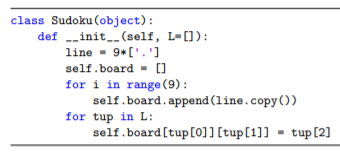 class Sudoku(object):
    def __init__(self, L=[]):
        line = 9*['.']
        self.board = []
        for i in range(9):
            self.board.append(line.copy())
        for tup in L:
            self.board[tup[0]][tup[1]] = tup[2]